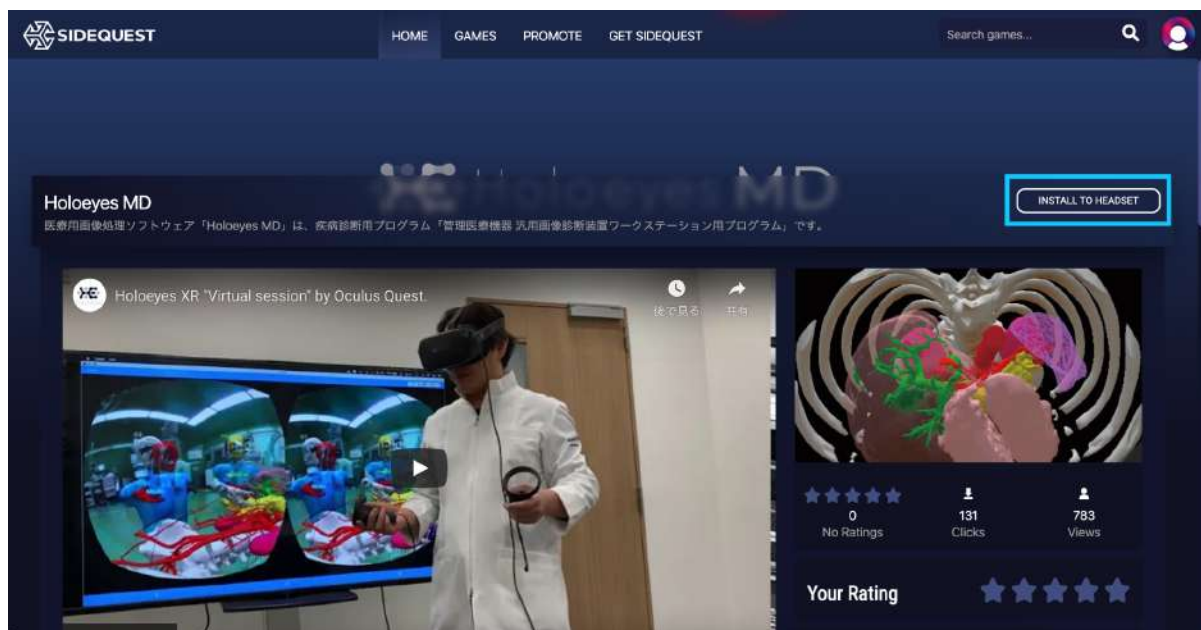 SIDEQUEST
HOME GAMES PROMOTE GET SIDEQUEST
Search games...
Holoeyes MD
Holoeyes MD
INSTALL TO HEADSET
医療用画像処理ソフトウェア「Holoeyes MD」は、疾病診断用プログラム「管理医療機器 汎用画像診断装置ワークステーション用プログラム」です。
Holoeyes XR "Virtual session" by Oculus Quest.
後で見る 共有
0 131 783
No Ratings Clicks Views
Your Rating